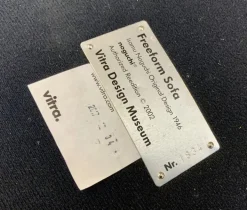 Freeform Sofa
Isamu Noguchi Original Design 1946
noguchi®
Authorized Reedition © 2002
Vitra Design Museum
Nr.
vitra.
www.vitra.com